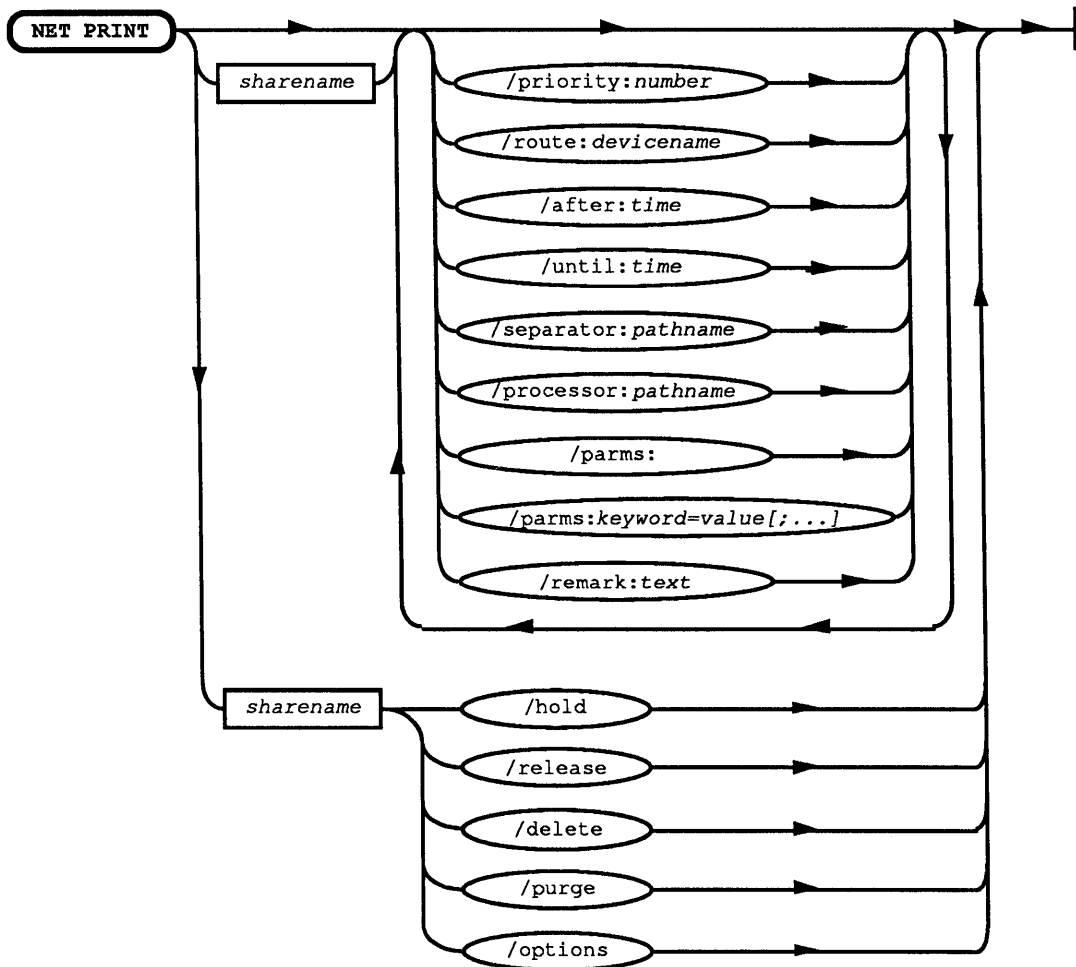 NET PRINT
sharename
/priority:number
/route:devicename
/after:time
/until:time
/separator:pathname
/processor:pathname
/parms:
/parms:keyword=value[;...]
/remark:text
sharename
/hold
/release
/delete
/purge
/options